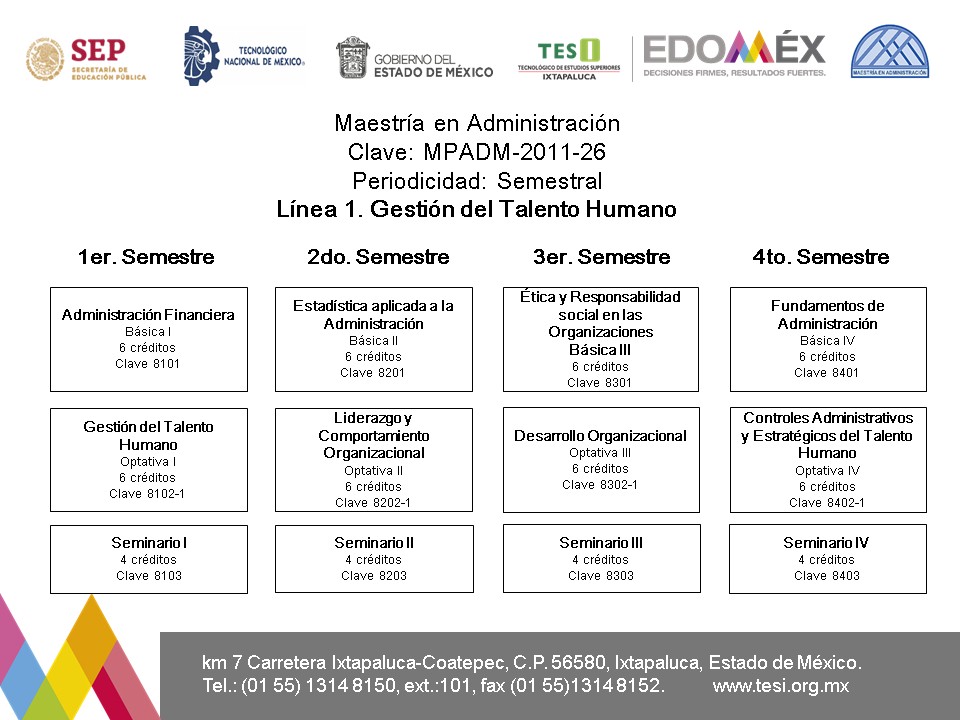 SEP
SECRETARÍA DE
EDUCACIÓN PÚBLICA
TECNOLÓGICO
NACIONAL DE MÉXICO
GOBIERNO DEL
ESTADO DE MÉXICO
TESI
TECNOLÓGICO DE ESTUDIOS SUPERIORES
IXTAPALUCA
EDOMÉX
DECISIONES FIRMES, RESULTADOS FUERTES.
MAESTRÍA EN ADMINISTRACIÓN
Maestría en Administración
Clave: MPADM-2011-26
Periodicidad: Semestral
Línea 1. Gestión del Talento Humano
1er. Semestre
2do. Semestre
3er. Semestre
4to. Semestre
Administración Financiera
Básica I
6 créditos
Clave 8101
Estadística aplicada a la
Administración
Básica II
6 créditos
Clave 8201
Ética y Responsabilidad
social en las
Organizaciones
Básica III
6 créditos
Clave 8301
Fundamentos de
Administración
Básica IV
6 créditos
Clave 8401
Gestión del Talento
Humano
Optativa I
6 créditos
Clave 8102-1
Liderazgo y
Comportamiento
Organizacional
Optativa II
6 créditos
Clave 8202-1
Desarrollo Organizacional
Optativa III
6 créditos
Clave 8302-1
Controles Administrativos
y Estratégicos del Talento
Humano
Optativa IV
6 créditos
Clave 8402-1
Seminario I
4 créditos
Clave 8103
Seminario II
4 créditos
Clave 8203
Seminario III
4 créditos
Clave 8303
Seminario IV
4 créditos
Clave 8403
km 7 Carretera Ixtapaluca-Coatepec, C.P. 56580, Ixtapaluca, Estado de México.
Tel.: (01 55) 1314 8150, ext.:101, fax (01 55)1314 8152. www.tesi.org.mx